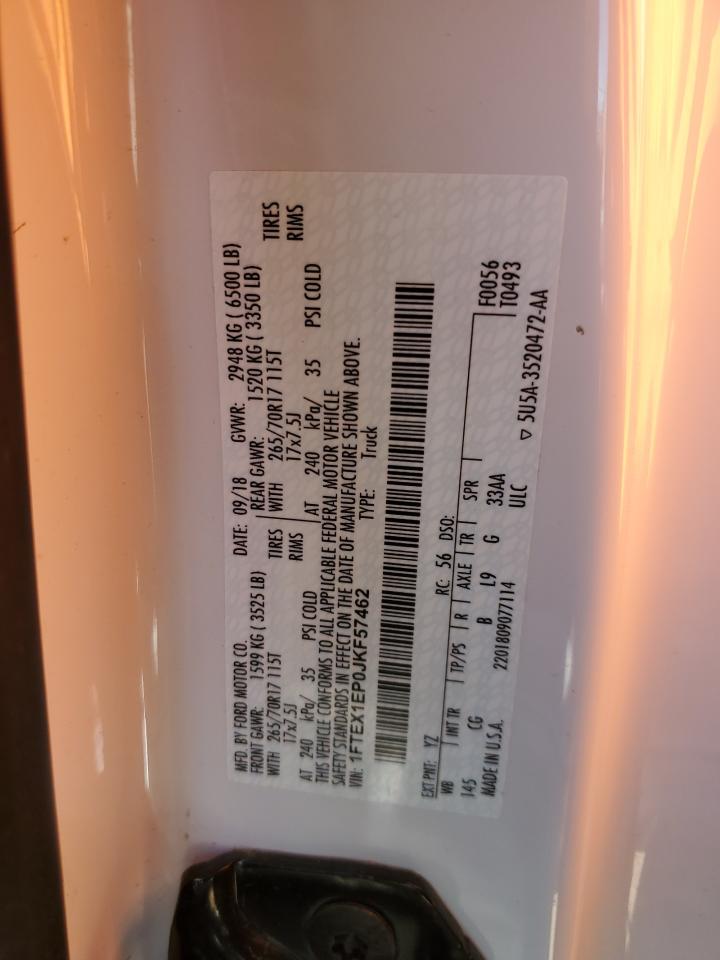 MFD. BY FORD MOTOR CO. DATE: 09/18 GVWR: 2948 KG ( 6500 LB)
FRONT GAWR: 1599 KG ( 3525 LB) REAR GAWR: 1520 KG ( 3350 LB)
WITH 265/70R17 115T TIRES WITH 265/70R17 115T TIRES
17x7.5J RIMS 17x7.5J RIMS
AT 240 kPa/ 35 PSI COLD AT 240 kPa/ 35 PSI COLD
THIS VEHICLE CONFORMS TO ALL APPLICABLE FEDERAL MOTOR VEHICLE
SAFETY STANDARDS IN EFFECT ON THE DATE OF MANUFACTURE SHOWN ABOVE.
VIN: 1FTEX1EP0JKF57462 TYPE: Truck
EXT PNT: YZ RC: 56 DSO:
WB INT TR TP/PS R AXLE TR SPR F0056
145 CG B L9 G 33AA T0493
MADE IN U.S.A. 2201809077114 ULC
▽ 5U5A-3520472-AA